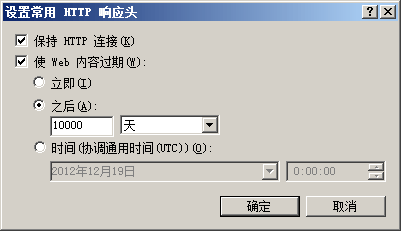 设置常用 HTTP 响应头
保持 HTTP 连接(K)
使 Web 内容过期(W):
立即(I)
之后(A):
10000 天
时间(协调通用时间(UTC))(O):
2012年12月19日 0:00:00
确定 取消